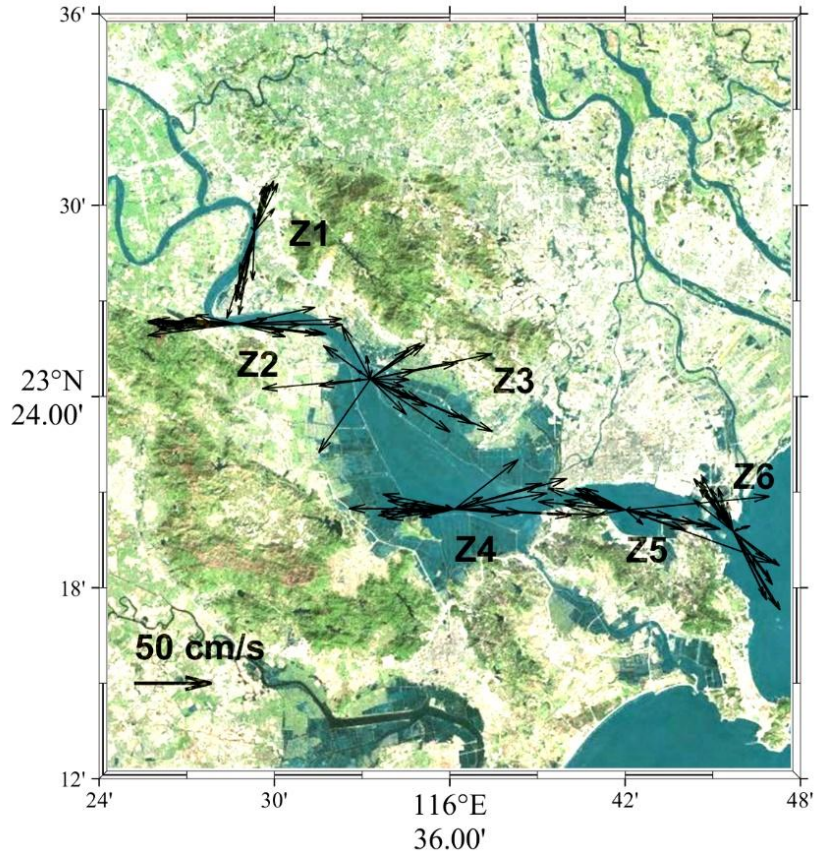 36'
30'
Z1
Z2
Z3
23°N
24.00'
Z6
Z4
Z5
18'
50 cm/s
12'
24'
30'
116°E
36.00'
42'
48'